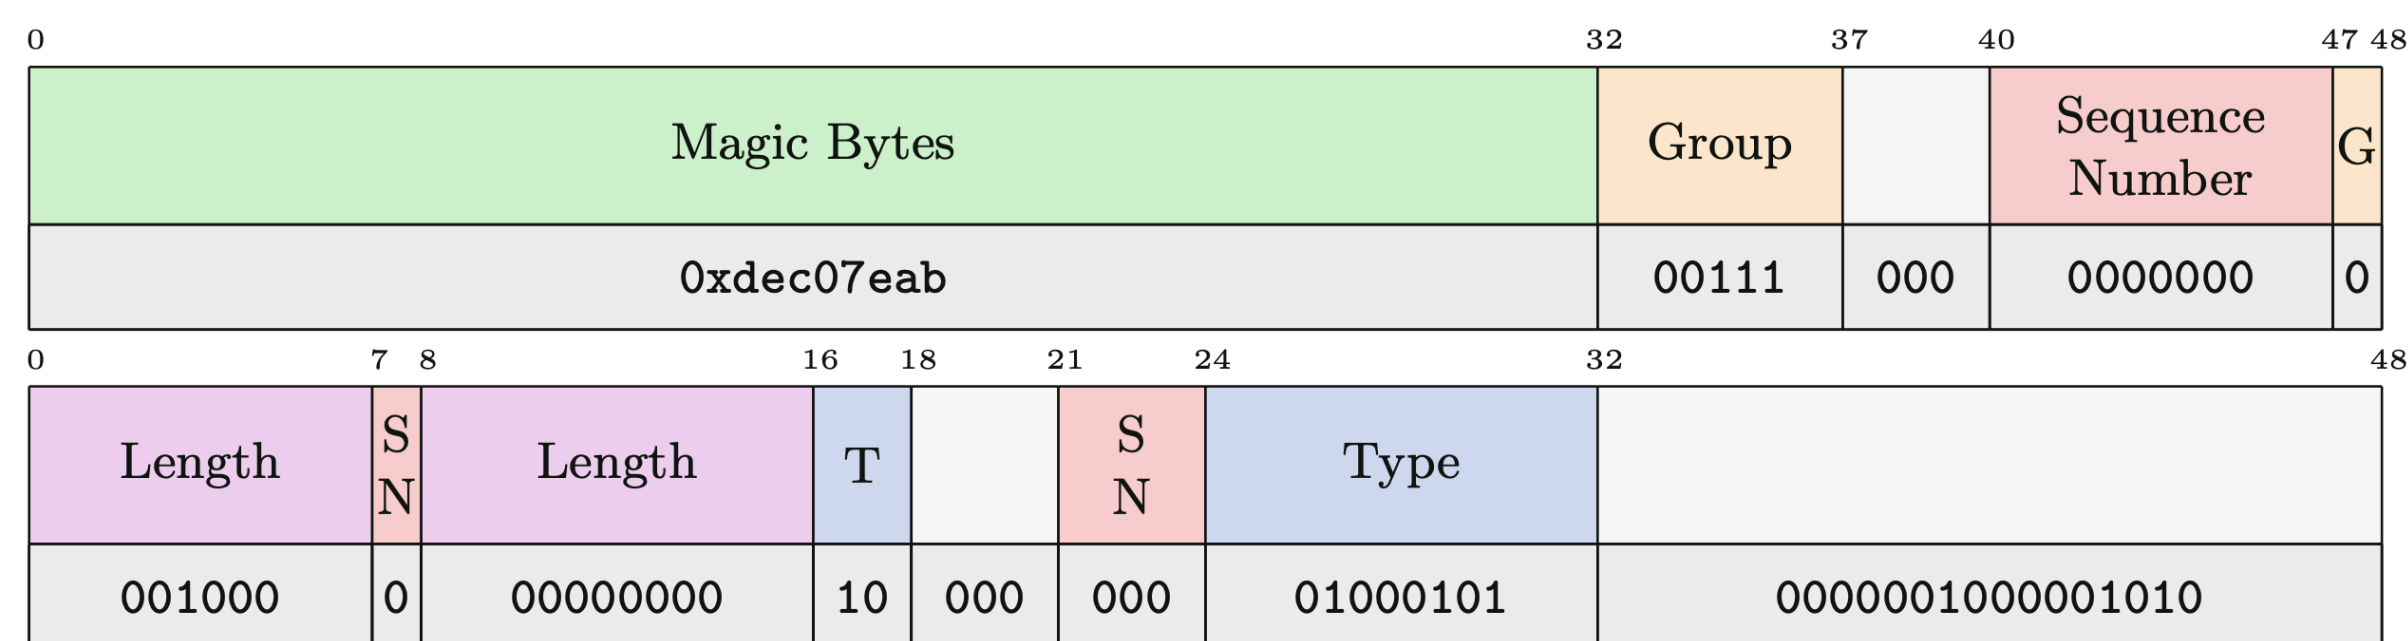 0 32 37 40 47 48
Magic Bytes Group Sequence Number G
0xdec07eab 00111 000 0000000 0
0 7 8 16 18 21 24 32 48
Length S N Length T S N Type
001000 0 00000000 10 000 000 01000101 0000001000001010